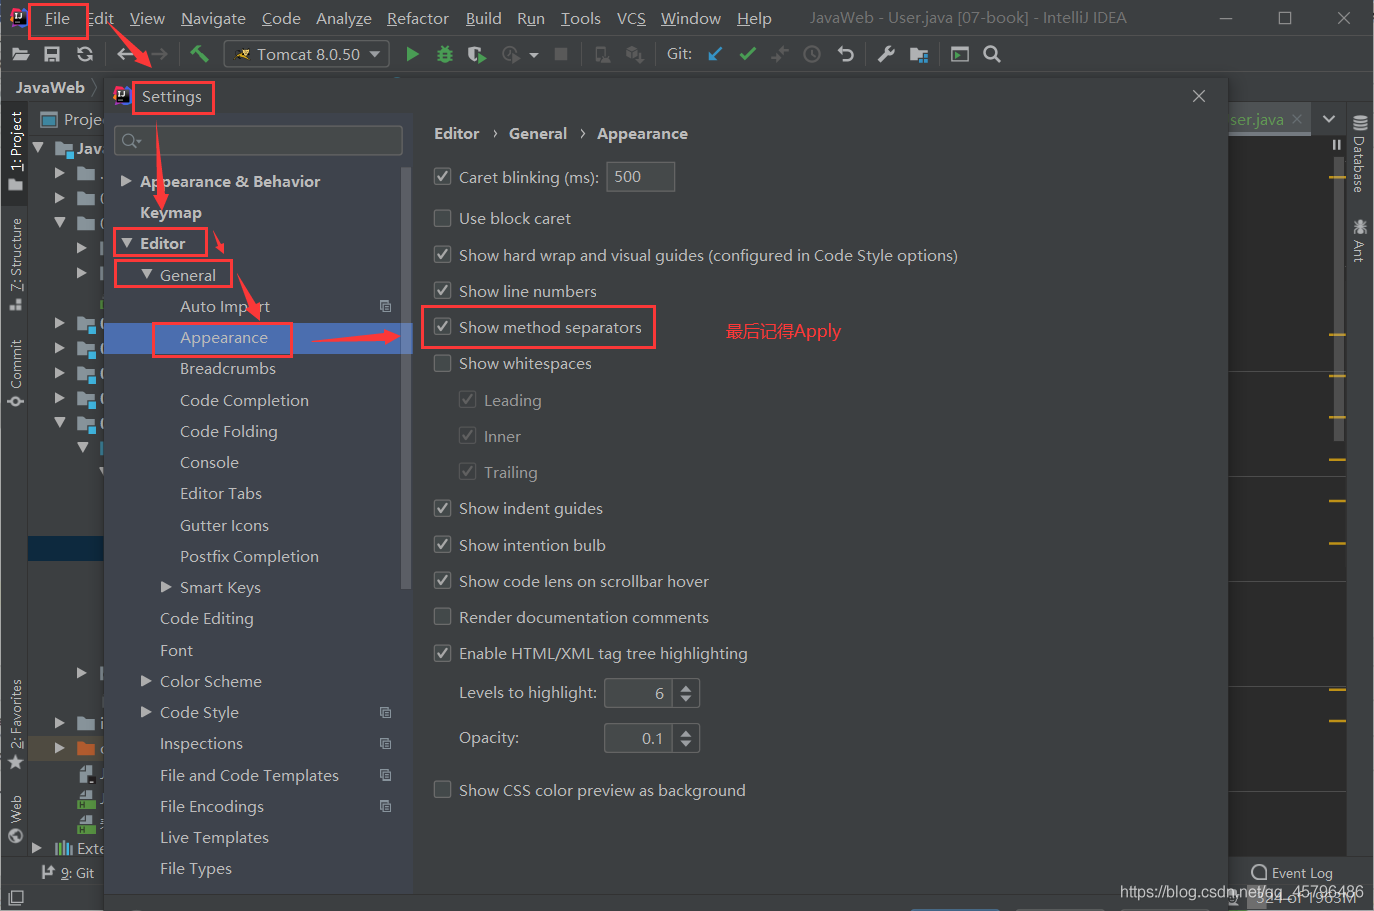 File Edit View Navigate Code Analyze Refactor Build Run Tools VCS Window Help JavaWeb - User.java [07-book] - IntelliJ IDEA
Tomcat 8.0.50 Git:
JavaWeb
Settings
1: Project
7: Structure
Commit
2: Favorites
Web
Proje
Jav
Exte
Appearance & Behavior
Keymap
Editor
General
Auto Import
Appearance
Breadcrumbs
Code Completion
Code Folding
Console
Editor Tabs
Gutter Icons
Postfix Completion
Smart Keys
Code Editing
Font
Color Scheme
Code Style
Inspections
File and Code Templates
File Encodings
Live Templates
File Types
Editor › General › Appearance
Caret blinking (ms): 500
Use block caret
Show hard wrap and visual guides (configured in Code Style options)
Show line numbers
Show method separators
最后记得Apply
Show whitespaces
Leading
Inner
Trailing
Show indent guides
Show intention bulb
Show code lens on scrollbar hover
Render documentation comments
Enable HTML/XML tag tree highlighting
Levels to highlight: 6
Opacity: 0.1
Show CSS color preview as background
ser.java
Database
Ant
9: Git
Event Log
https://blog.csdn.net/qq_45796486
324 of 1963M